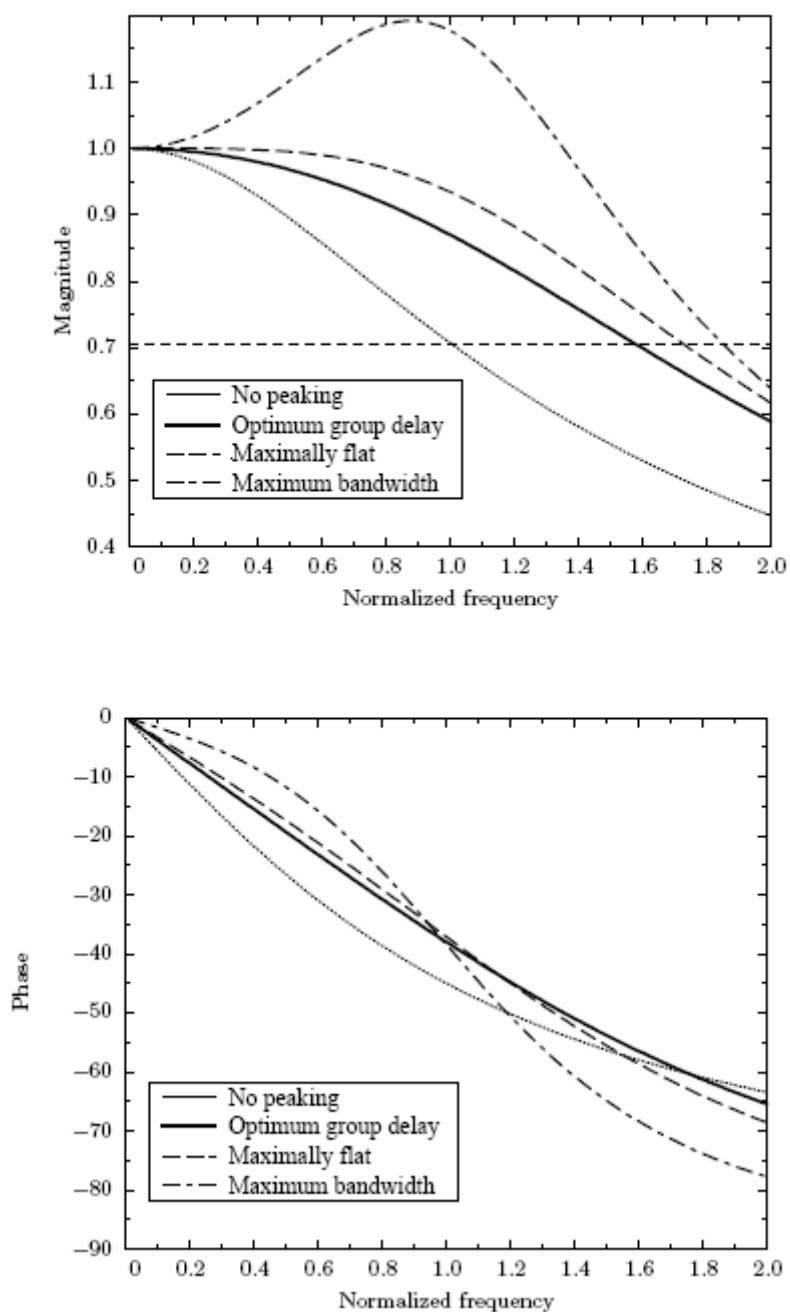 1.1
1.0
0.9
0.8
0.7
0.6
0.5
0.4
Magnitude
No peaking
Optimum group delay
Maximally flat
Maximum bandwidth
0 0.2 0.4 0.6 0.8 1.0 1.2 1.4 1.6 1.8 2.0
Normalized frequency
0
−10
−20
−30
−40
−50
−60
−70
−80
−90
Phase
No peaking
Optimum group delay
Maximally flat
Maximum bandwidth
0 0.2 0.4 0.6 0.8 1.0 1.2 1.4 1.6 1.8 2.0
Normalized frequency